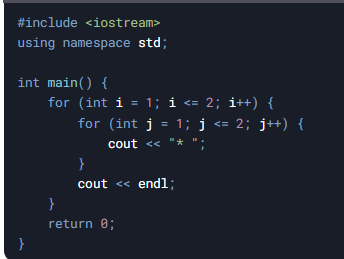 #include <iostream>
using namespace std;

int main() {
    for (int i = 1; i <= 2; i++) {
        for (int j = 1; j <= 2; j++) {
            cout << "* ";
        }
        cout << endl;
    }
    return 0;
}